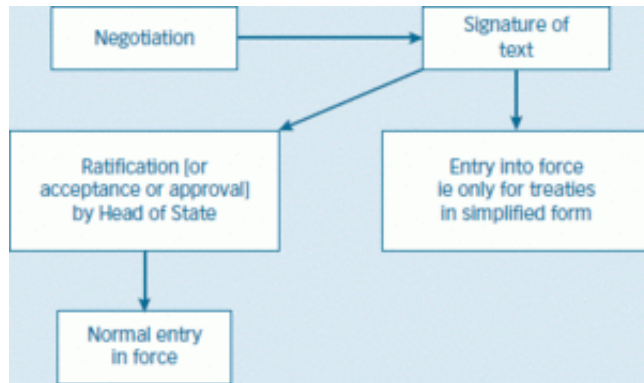 Negotiation
Signature of
text
Ratification [or
acceptance or approval]
by Head of State
Entry into force
ie only for treaties
in simplified form
Normal entry
in force